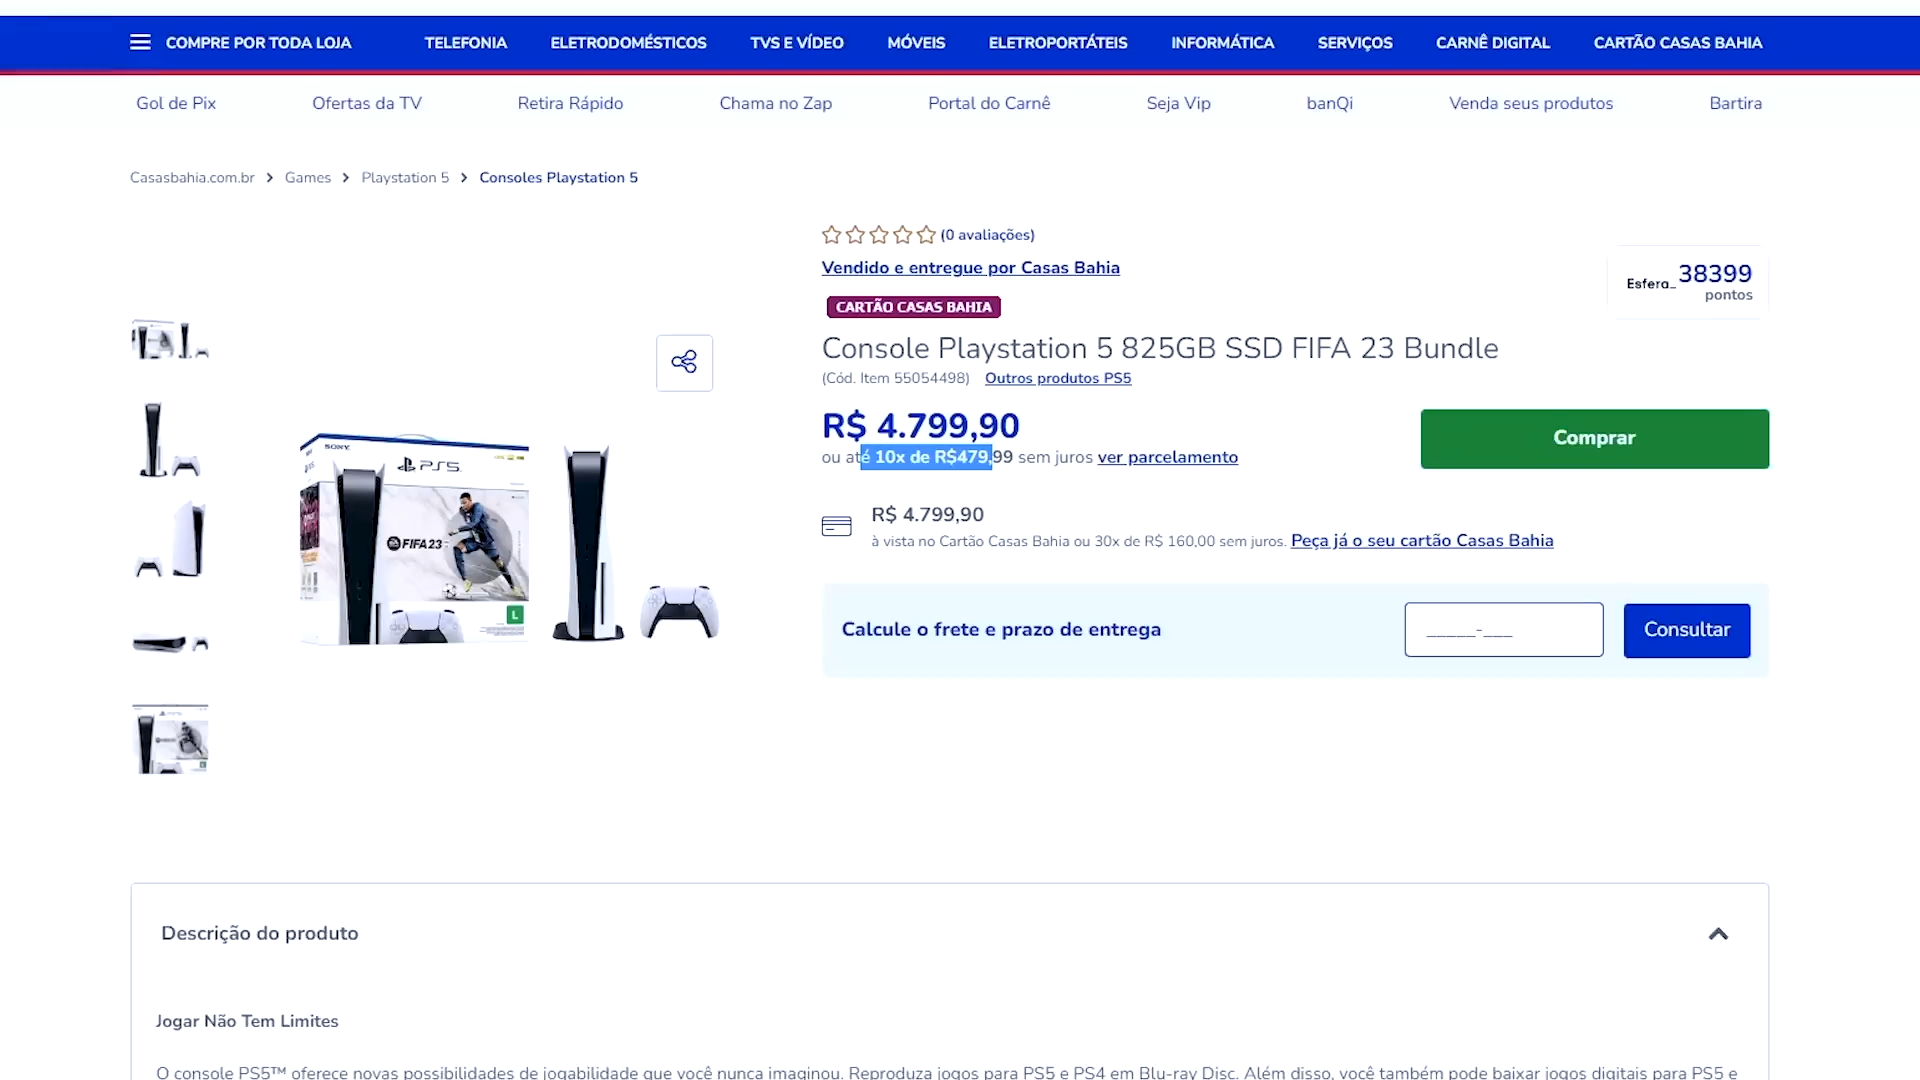 COMPRE POR TODA LOJA TELEFONIA ELETRODOMÉSTICOS TVS E VÍDEO MÓVEIS ELETROPORTÁTEIS INFORMÁTICA SERVIÇOS CARNÊ DIGITAL CARTÃO CASAS BAHIA
Gol de Pix Ofertas da TV Retira Rápido Chama no Zap Portal do Carnê Seja Vip banQi Venda seus produtos Bartira
Casasbahia.com.br Games Playstation 5 Consoles Playstation 5
(0 avaliações)
Vendido e entregue por Casas Bahia
Esfera_ 38399
pontos
CARTÃO CASAS BAHIA
Console Playstation 5 825GB SSD FIFA 23 Bundle
(Cód. Item 55054498) Outros produtos PS5
R$ 4.799,90
Comprar
ou até 10x de R$479,99 sem juros ver parcelamento
SONY
PS5
FIFA 23
L
R$ 4.799,90
à vista no Cartão Casas Bahia ou 30x de R$ 160,00 sem juros. Peça já o seu cartão Casas Bahia
Calcule o frete e prazo de entrega
_____-___
Consultar
Descrição do produto
Jogar Não Tem Limites
O console PS5™ oferece novas possibilidades de jogabilidade que você nunca imaginou. Reproduza jogos para PS5 e PS4 em Blu-ray Disc. Além disso, você também pode baixar jogos digitais para PS5 e